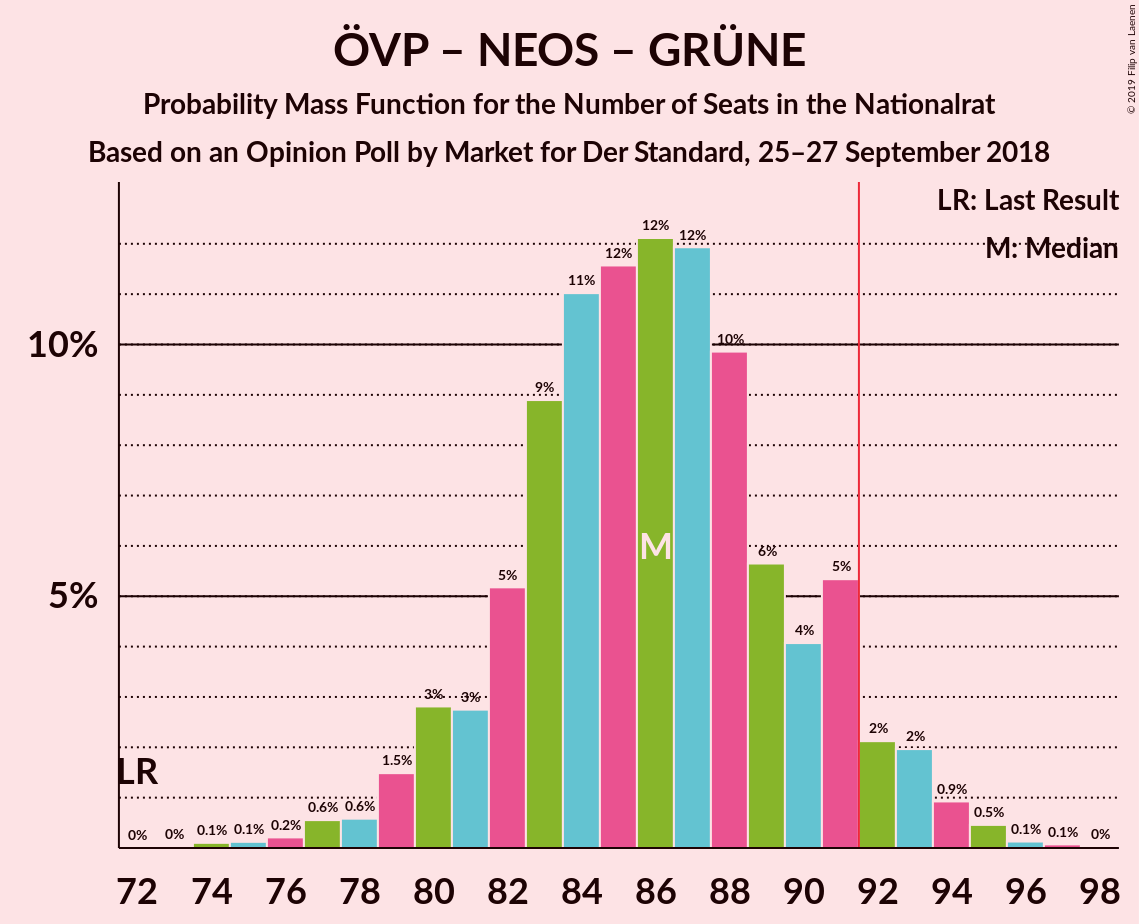 ÖVP – NEOS – GRÜNE
Probability Mass Function for the Number of Seats in the Nationalrat
Based on an Opinion Poll by Market for Der Standard, 25–27 September 2018
© 2019 Filip van Laenen
LR: Last Result
M: Median
10%
5%
LR
M
0% 0% 0.1% 0.1% 0.2% 0.6% 0.6% 1.5% 3% 3% 5% 9% 11% 12% 12% 12% 10% 6% 4% 5% 2% 2% 0.9% 0.5% 0.1% 0.1% 0%
72 74 76 78 80 82 84 86 88 90 92 94 96 98